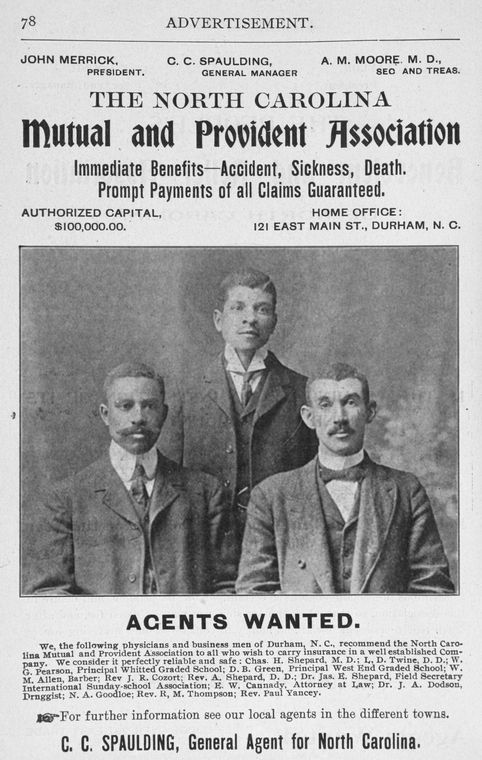 78 ADVERTISEMENT.
JOHN MERRICK, C. C. SPAULDING, A. M. MOORE. M. D.,
PRESIDENT. GENERAL MANAGER SEC AND TREAS.
THE NORTH CAROLINA
Mutual and Provident Association
Immediate Benefits—Accident, Sickness, Death.
Prompt Payments of all Claims Guaranteed.
AUTHORIZED CAPITAL, HOME OFFICE:
$100,000.00. 121 EAST MAIN ST., DURHAM, N. C.
AGENTS WANTED.
We, the following physicians and business men of Durham, N. C., recommend the North Caro-
lina Mutual and Provident Association to all who wish to carry insurance in a well established Com-
pany. We consider it perfectly reliable and safe: Chas. H. Shepard, M. D.; L, D. Twine, D. D.; W.
G. Pearson, Principal Whitted Graded School; D. B. Green, Principal West End Graded School; W.
M. Allen, Barber; Rev J. R. Cozort; Rev. A. Shepard, D. D.; Dr. Jas. E. Shepard, Field Secretary
International Sunday-school Association; E. W. Cannady, Attorney at Law; Dr. J. A. Dodson,
Drnggist; N. A. Goodloe; Rev. R, M. Thompson; Rev. Paul Yancey.
☞For further information see our local agents in the different towns.
C. C. SPAULDING, General Agent for North Carolina.